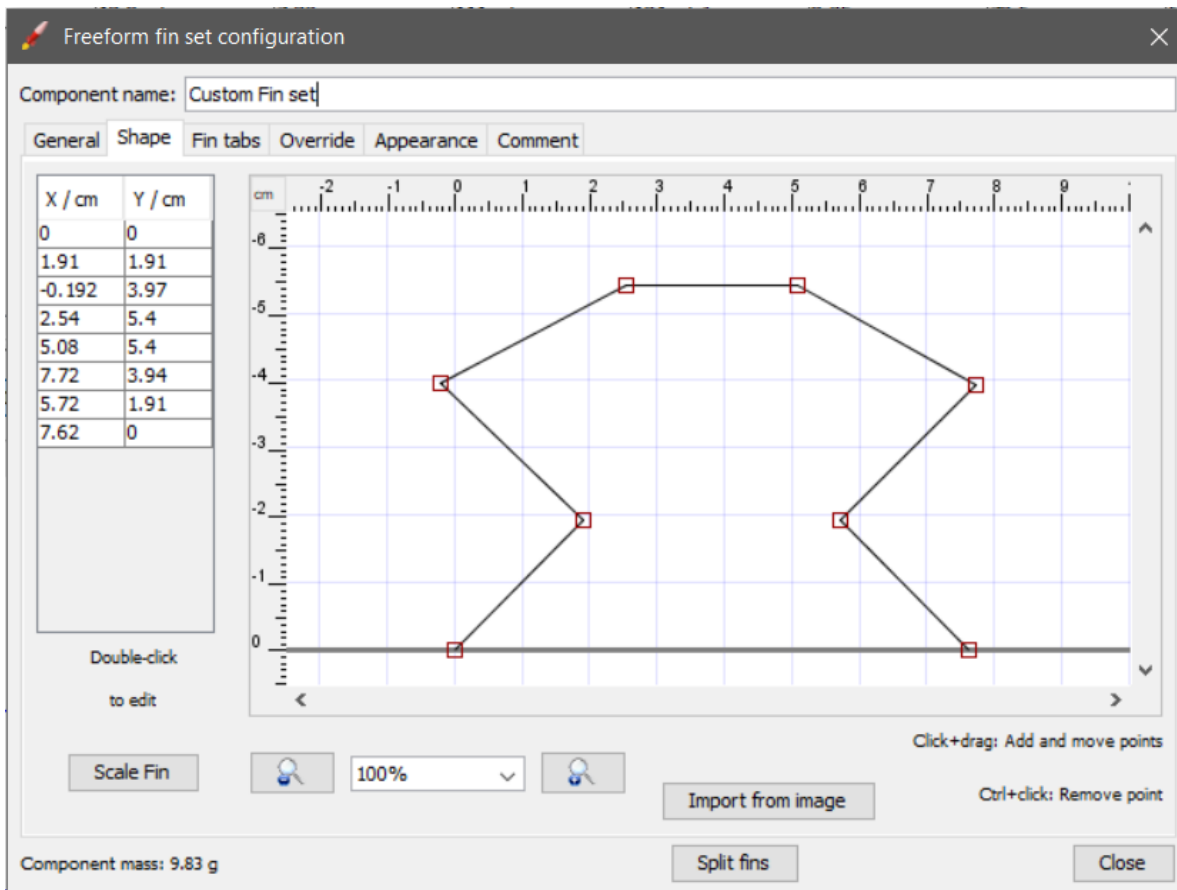 Freeform fin set configuration
Component name: Custom Fin set
General Shape Fin tabs Override Appearance Comment
X / cm Y / cm
0 0
1.91 1.91
-0.192 3.97
2.54 5.4
5.08 5.4
7.72 3.94
5.72 1.91
7.62 0
Double-click
to edit
cm -2 -1 0 1 2 3 4 5 6 7 8 9
-6
-5
-4
-3
-2
-1
0
Click+drag: Add and move points
Scale Fin 100%
Import from image Ctrl+click: Remove point
Component mass: 9.83 g Split fins Close